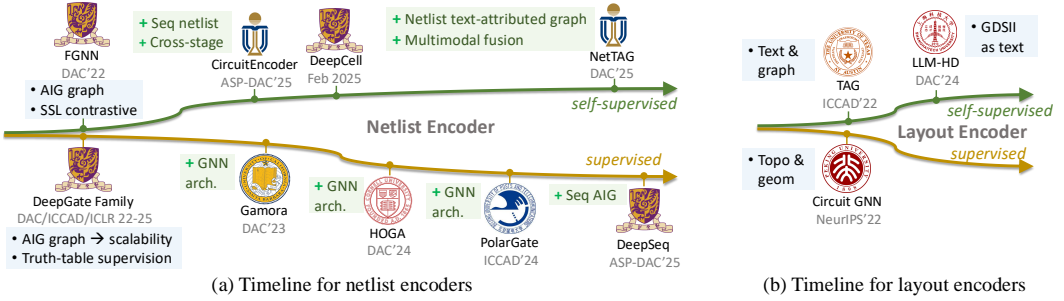 + Seq netlist
+ Cross-stage
+ Netlist text-attributed graph
+ Multimodal fusion
FGNN
DAC'22
CircuitEncoder
ASP-DAC'25
DeepCell
Feb 2025
NetTAG
DAC'25
• AIG graph
• SSL contrastive
self-supervised
Netlist Encoder
supervised
DeepGate Family
DAC/ICCAD/ICLR 22-25
• AIG graph → scalability
• Truth-table supervision
+ GNN
arch.
Gamora
DAC'23
+ GNN
arch.
HOGA
DAC'24
+ GNN
arch.
PolarGate
ICCAD'24
+ Seq AIG
DeepSeq
ASP-DAC'25
(a) Timeline for netlist encoders
• Text &
graph
TAG
ICCAD'22
• GDSII
as text
LLM-HD
DAC'24
self-supervised
Layout Encoder
supervised
• Topo &
geom
Circuit GNN
NeurIPS'22
(b) Timeline for layout encoders